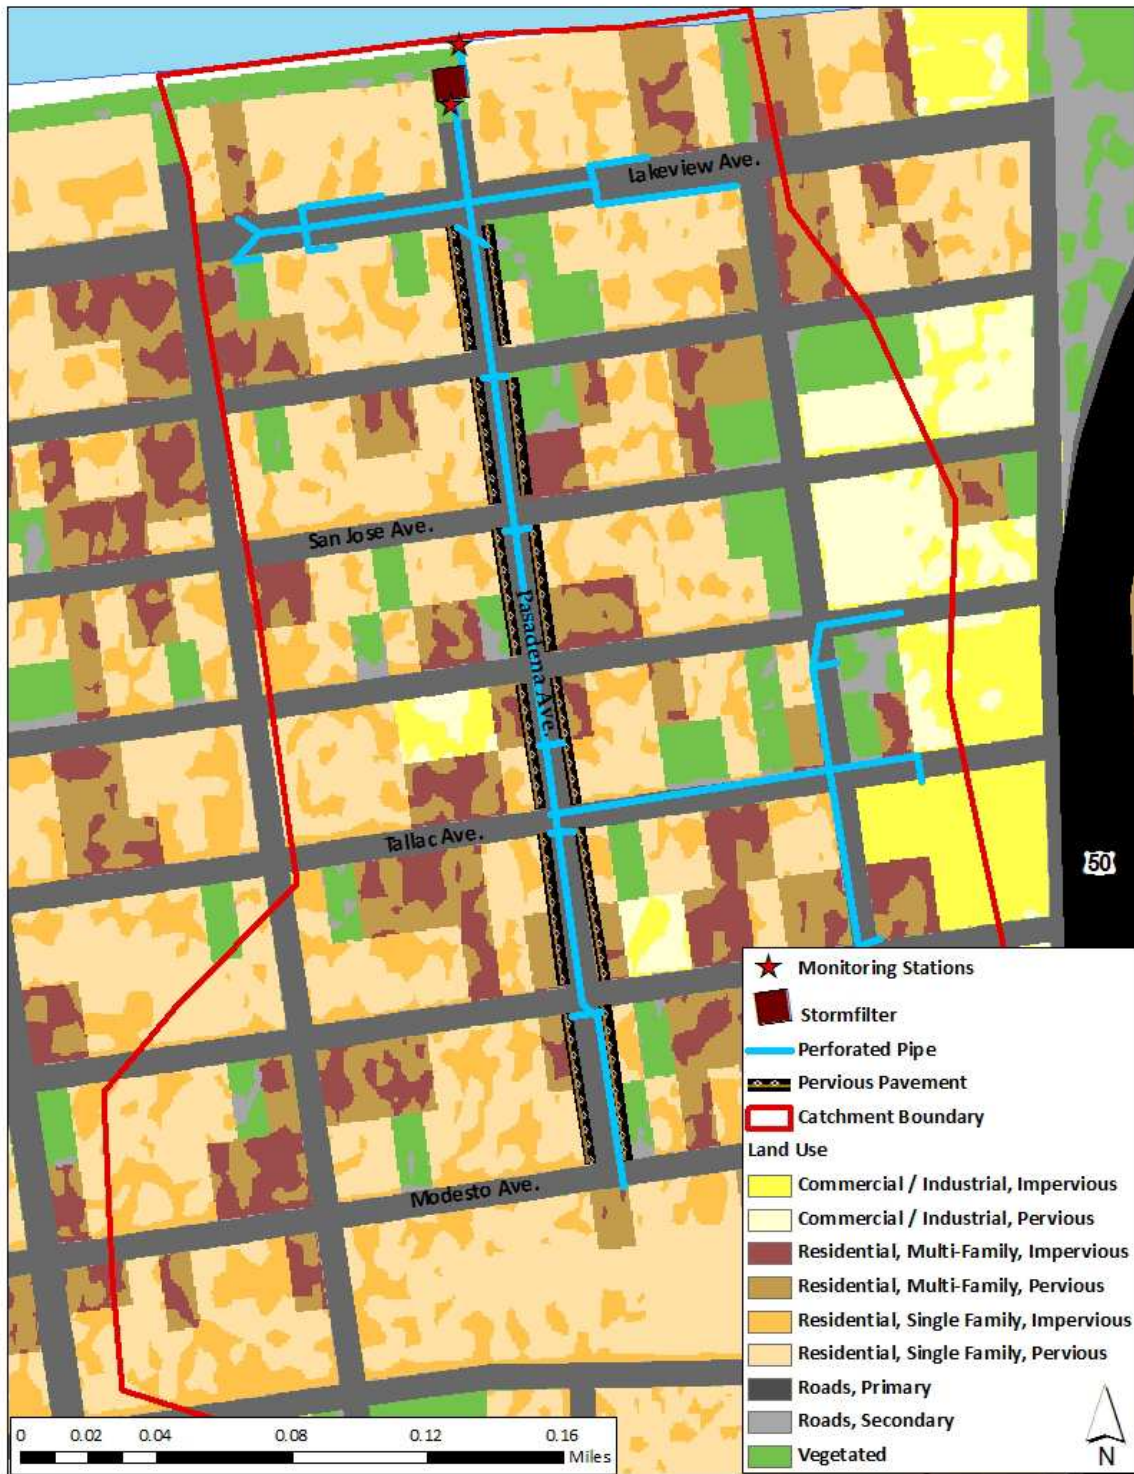 Lakeview Ave.
San Jose Ave.
Pasadena Ave.
Tallac Ave.
50
Modesto Ave.
Monitoring Stations
Stormfilter
Perforated Pipe
Pervious Pavement
Catchment Boundary
Land Use
Commercial / Industrial, Impervious
Commercial / Industrial, Pervious
Residential, Multi-Family, Impervious
Residential, Multi-Family, Pervious
Residential, Single Family, Impervious
Residential, Single Family, Pervious
Roads, Primary
Roads, Secondary
Vegetated
N
0 0.02 0.04 0.08 0.12 0.16
Miles